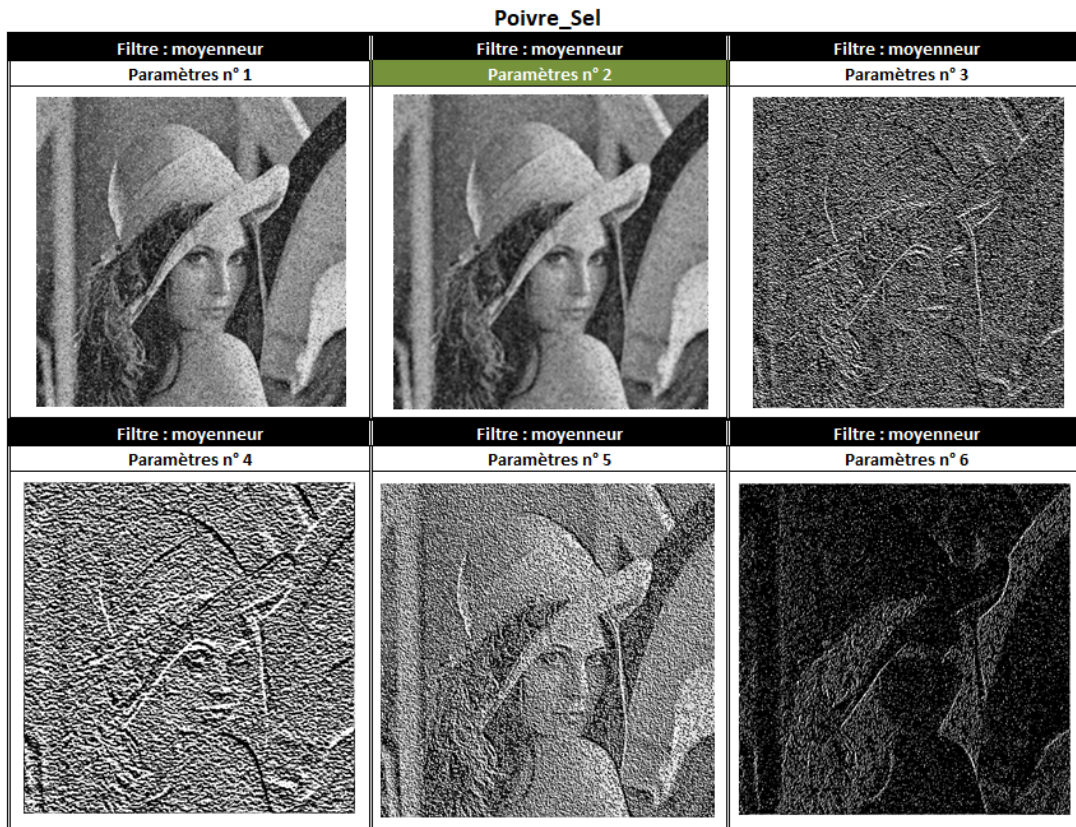 Poivre_Sel
Filtre : moyenneur
Filtre : moyenneur
Filtre : moyenneur
Paramètres n° 1
Paramètres n° 2
Paramètres n° 3
Filtre : moyenneur
Filtre : moyenneur
Filtre : moyenneur
Paramètres n° 4
Paramètres n° 5
Paramètres n° 6